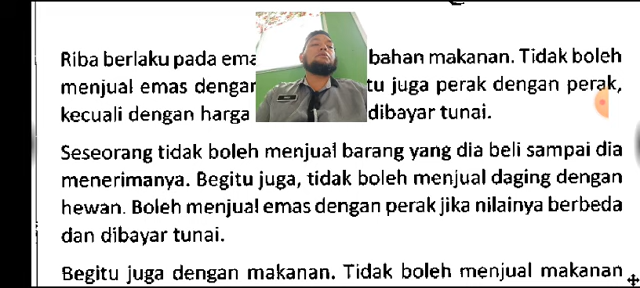 Riba berlaku pada ema bahan makanan. Tidak boleh
menjual emas dengan tu juga perak dengan perak,
kecuali dengan harga dibayar tunai.
Seseorang tidak boleh menjual barang yang dia beli sampai dia
menerimanya. Begitu juga, tidak boleh menjual daging dengan
hewan. Boleh menjual emas dengan perak jika nilainya berbeda
dan dibayar tunai.
Begitu juga dengan makanan. Tidak boleh menjual makanan